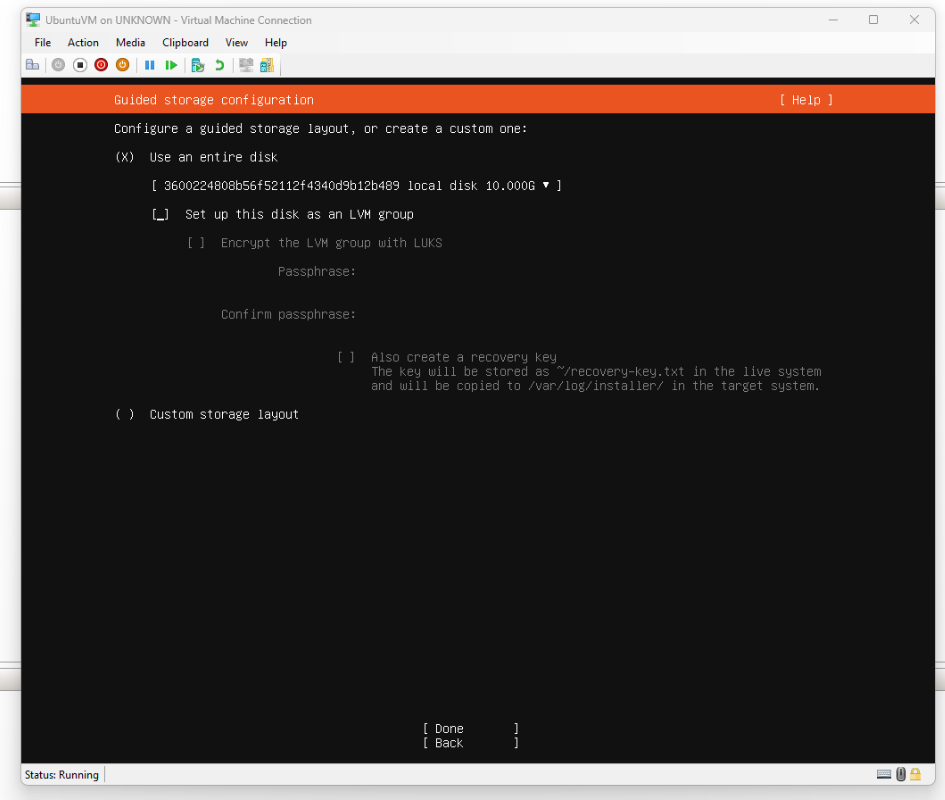 UbuntuVM on UNKNOWN - Virtual Machine Connection
File Action Media Clipboard View Help
Guided storage configuration [ Help ]
Configure a guided storage layout, or create a custom one:
(X) Use an entire disk
[ 3600224808b56f52112f4340d9b12b489 local disk 10.000G ▼ ]
[_] Set up this disk as an LVM group
[ ] Encrypt the LVM group with LUKS
Passphrase:
Confirm passphrase:
[ ] Also create a recovery key
The key will be stored as ~/recovery-key.txt in the live system
and will be copied to /var/log/installer/ in the target system.
( ) Custom storage layout
[ Done ]
[ Back ]
Status: Running